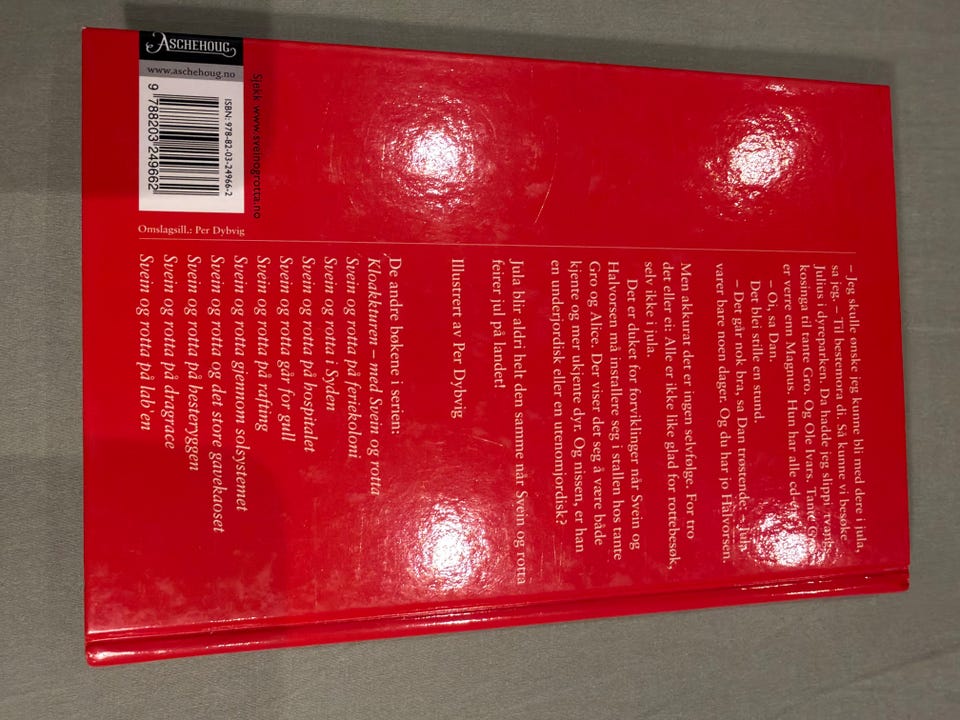 – Jeg skulle ønske jeg kunne bli med dere i jula,
sa jeg. – Til bestemora di. Så kunne vi besøke
Julius i dyreparken. Da hadde jeg slippi tvangs-
kosinga til tante Gro. Og Ole Ivars. Tante Gro
er verre enn Magnus. Hun har alle
– Oi, sa Dan.
Det blei stille en stund.
– Det går nok bra, sa Dan trøstende. – Jula
varer bare noen dager. Og du har jo Halvorsen.
Men akkurat det er ingen selvfølge. For tro
det eller ei: Alle er ikke like glad for rottebesøk,
selv ikke i jula.
Det er duket for forviklinger når Svein og
Halvorsen må installere seg i stallen hos tante
Gro og Alice. Der viser det seg å være både
kjente og mer ukjente dyr. Og nissen, er han
en underjordisk eller en utenomjordisk?
Jula blir aldri helt den samme når Svein og rotta
feirer jul på landet!
Illustrert av Per Dybvig
De andre bøkene i serien:
Kloakkturen – med Svein og rotta
Svein og rotta på feriekoloni
Svein og rotta i Syden
Svein og rotta på hospitalet
Svein og rotta går for gull
Svein og rotta på rafting
Svein og rotta gjennom solsystemet
Svein og rotta og det store gavekaoset
Svein og rotta på besteryggen
Svein og rotta på dragrace
Svein og rotta på lab'en
Sjekk www.sveinogrotta.no
ISBN: 978-82-03-24966-2
9 788203 249662
ASCHEHOUG
www.aschehoug.no
Omslagsill.: Per Dybvig